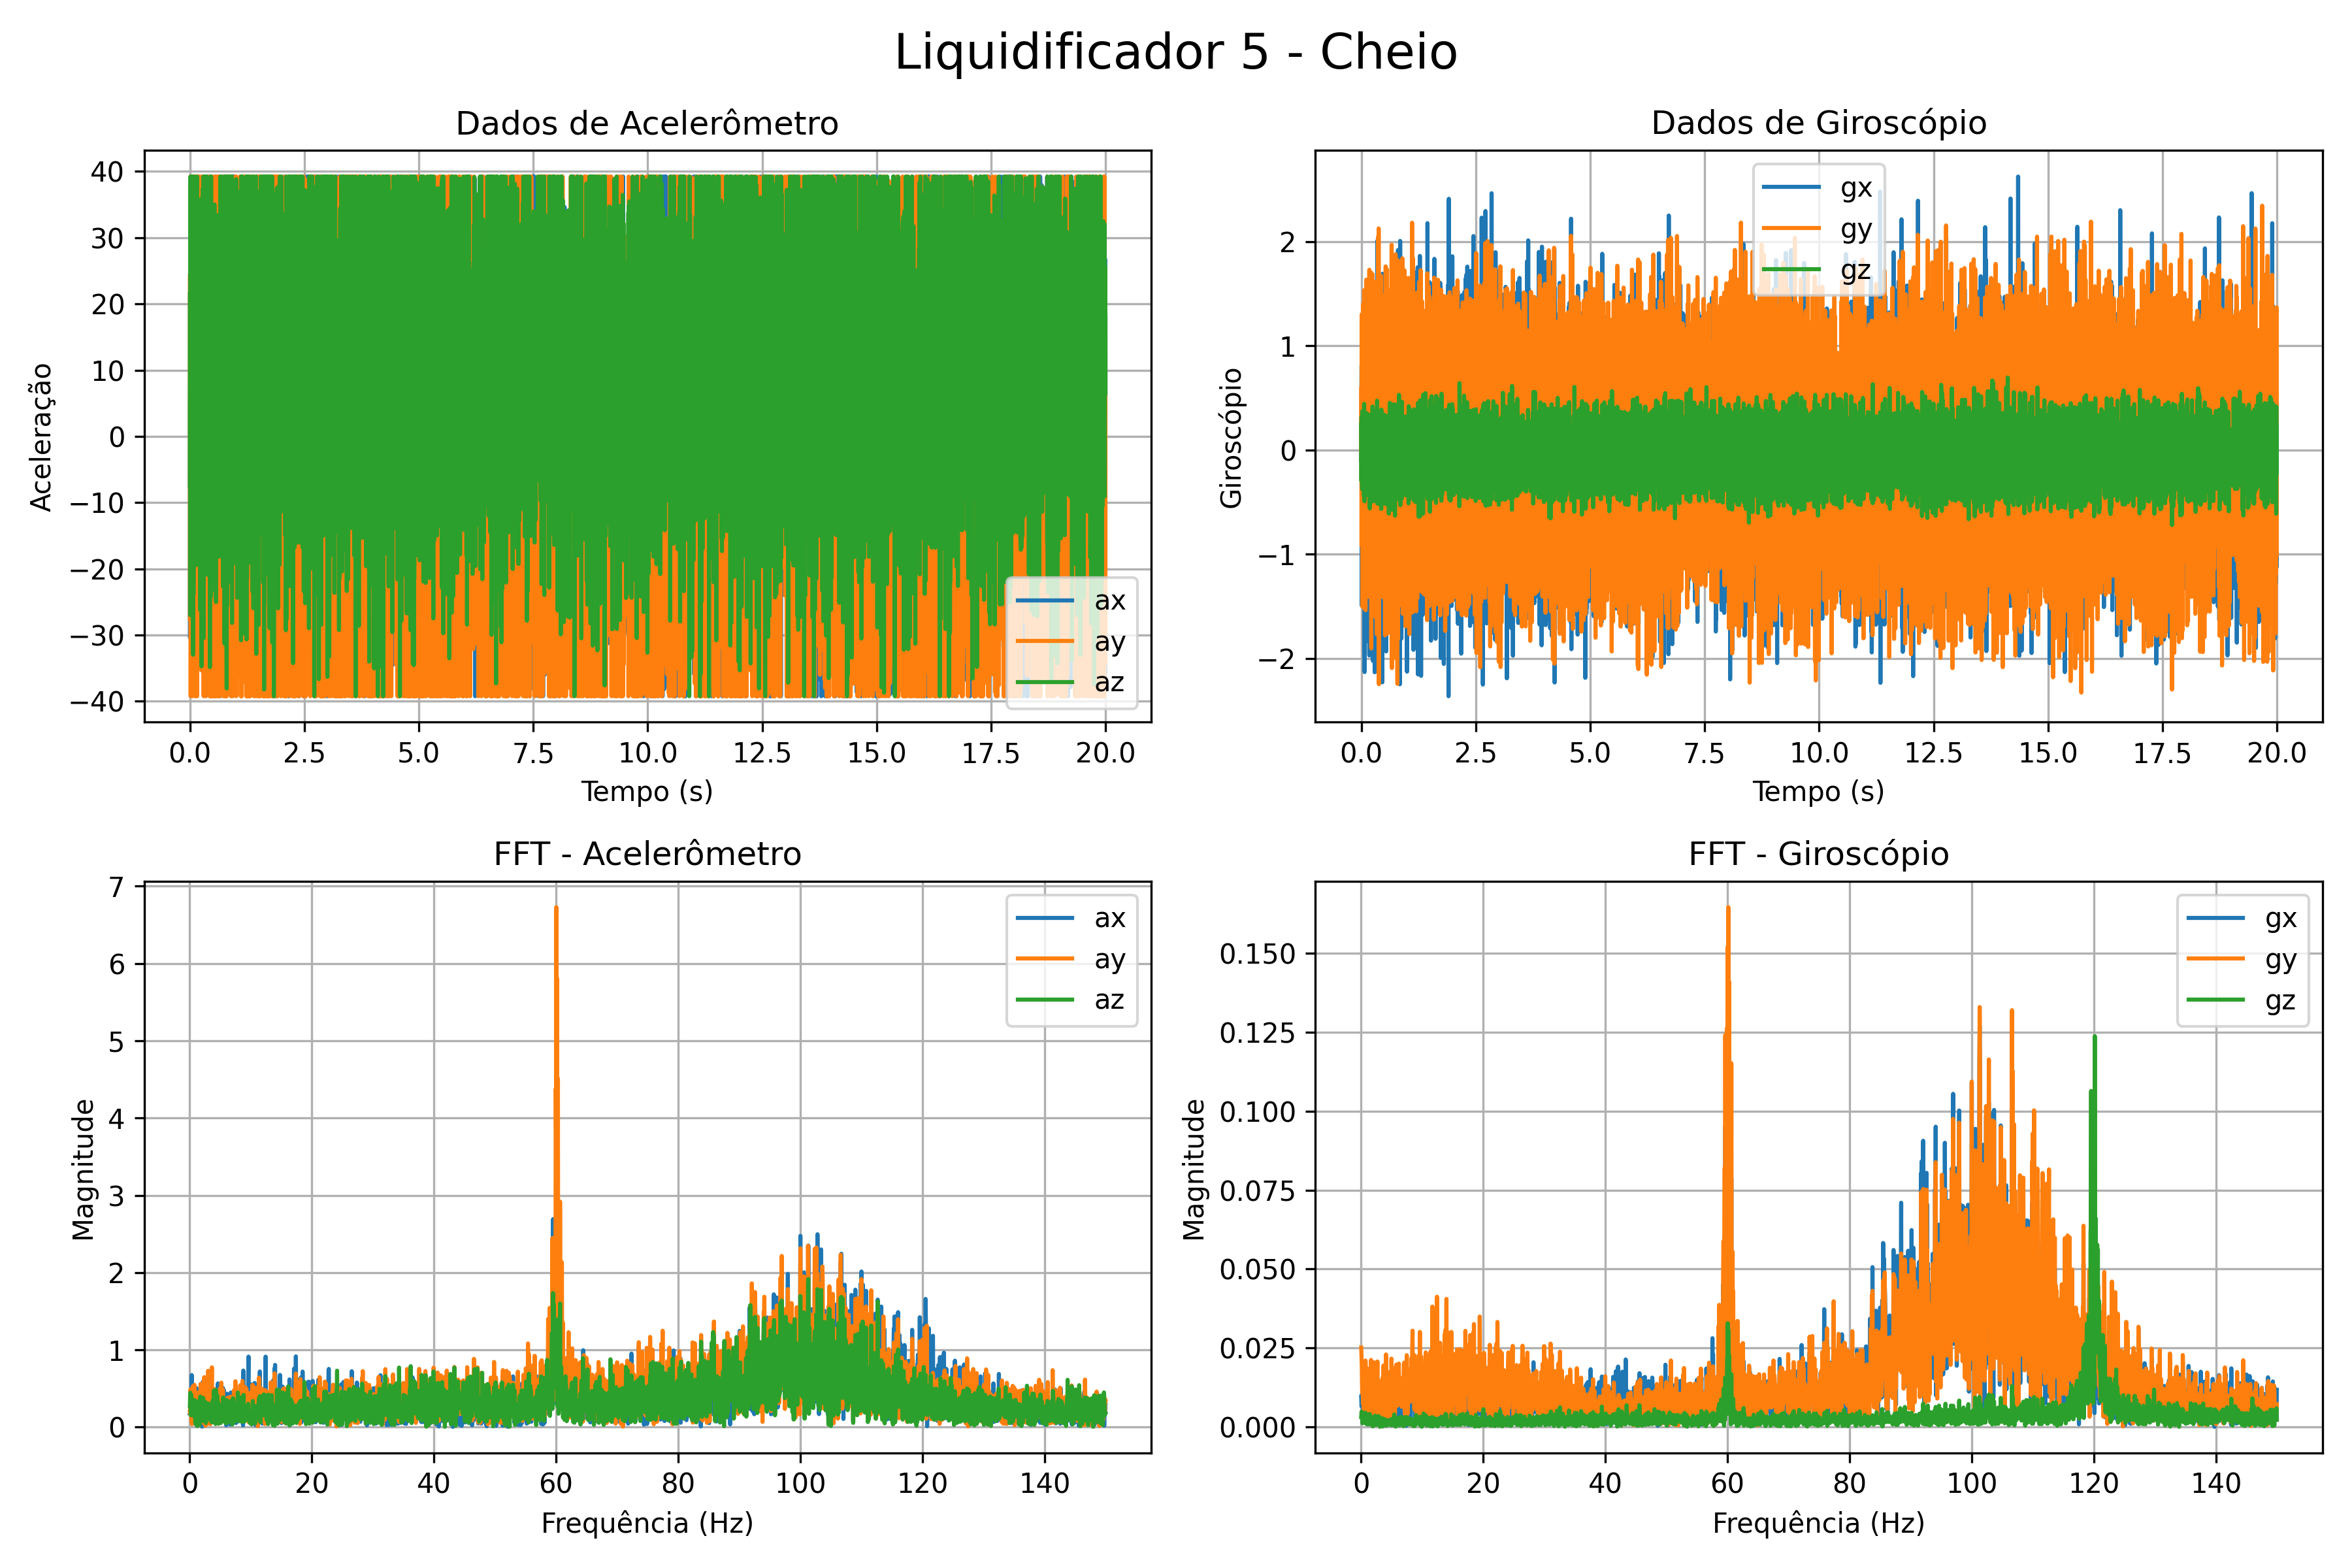 Liquidificador 5 - Cheio
Dados de Acelerômetro
40
30
20
10
0
−10
−20
−30
−40
Aceleração
ax
ay
az
0.0 2.5 5.0 7.5 10.0 12.5 15.0 17.5 20.0
Tempo (s)
Dados de Giroscópio
2
1
0
−1
−2
Giroscópio
gx
gy
gz
0.0 2.5 5.0 7.5 10.0 12.5 15.0 17.5 20.0
Tempo (s)
FFT - Acelerômetro
7
6
5
4
3
2
1
0
Magnitude
ax
ay
az
0 20 40 60 80 100 120 140
Frequência (Hz)
FFT - Giroscópio
0.150
0.125
0.100
0.075
0.050
0.025
0.000
Magnitude
gx
gy
gz
0 20 40 60 80 100 120 140
Frequência (Hz)